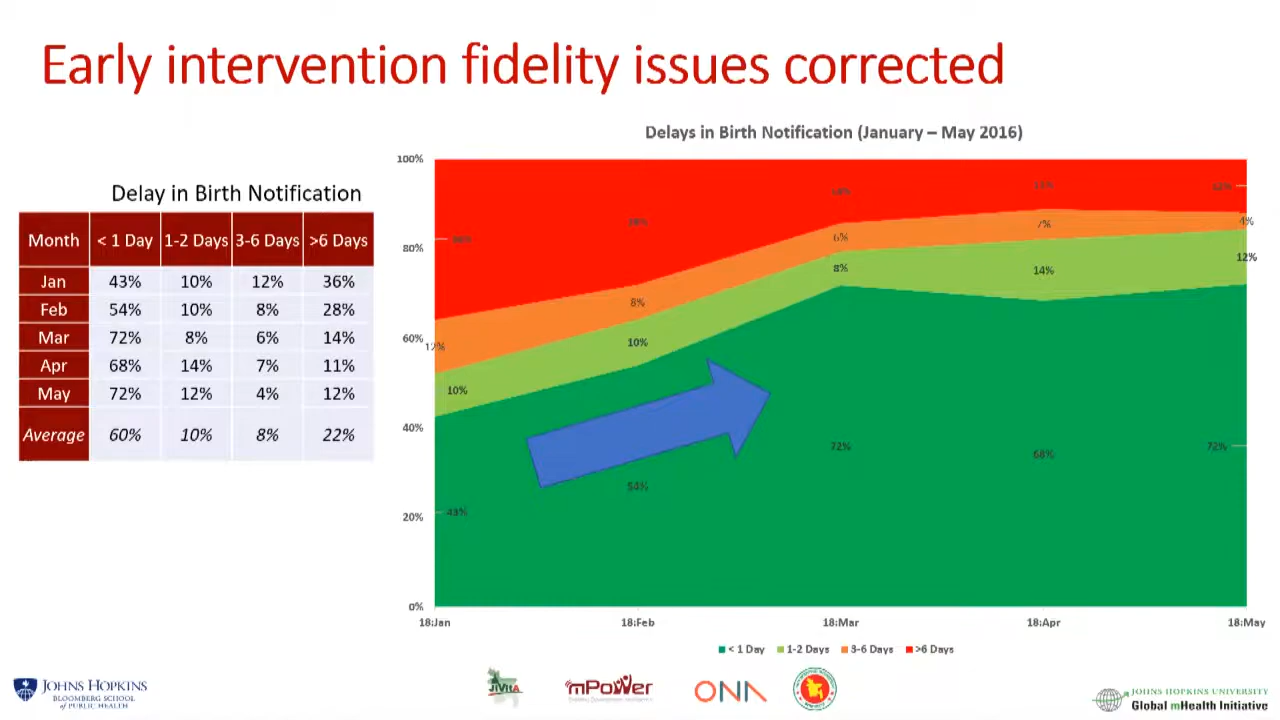 Early intervention fidelity issues corrected
Delay in Birth Notification
Month < 1 Day 1-2 Days 3-6 Days >6 Days
Jan 43% 10% 12% 36%
Feb 54% 10% 8% 28%
Mar 72% 8% 6% 14%
Apr 68% 14% 7% 11%
May 72% 12% 4% 12%
Average 60% 10% 8% 22%
Delays in Birth Notification (January – May 2016)
100%
80%
60%
40%
20%
0%
36%
28%
14%
11%
12%
12%
8%
6%
7%
4%
10%
10%
8%
14%
12%
43%
54%
72%
68%
72%
18:Jan 18:Feb 18:Mar 18:Apr 18:May
< 1 Day 1-2 Days 3-6 Days >6 Days
JOHNS HOPKINS
BLOOMBERG SCHOOL
of PUBLIC HEALTH
JiVitA
mPower
ONA
JOHNS HOPKINS UNIVERSITY
Global mHealth Initiative